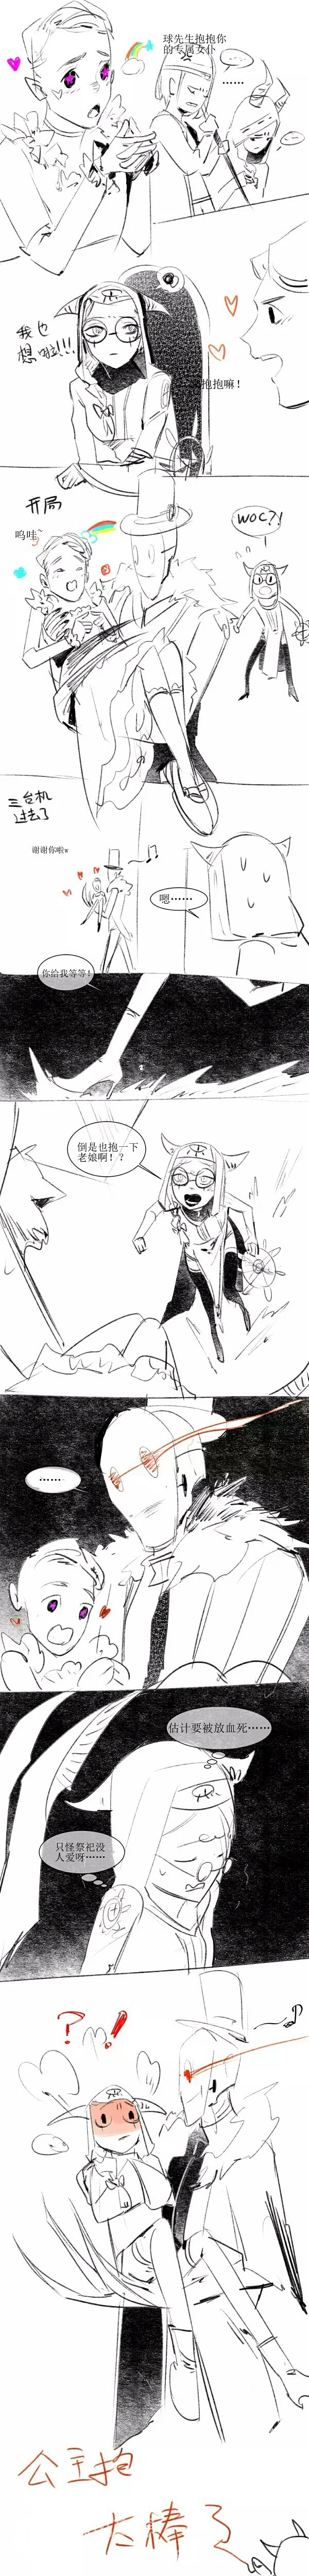 球先生抱抱你
的专属女仆
……
我也
想啦!!!
抱抱嘛！
开局
呜哇~
WOC?!
三台机
过去了
谢谢你啦w
嗯……
你给我等等！
倒是也抱一下
老娘啊！？
……
估计要被放血死……
只怪祭祀没
人爱呀……
?!
公主抱
太棒了